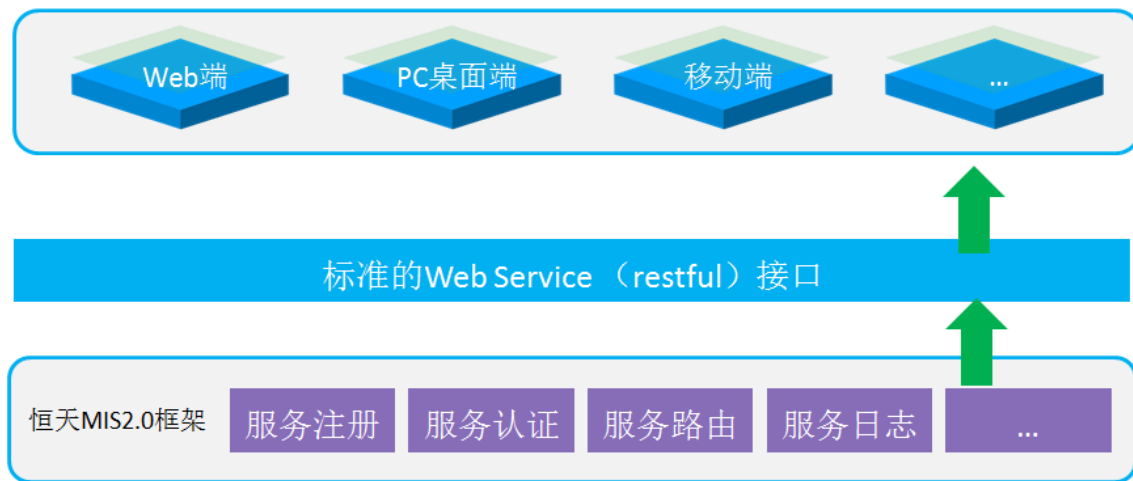 Web端
PC桌面端
移动端
...
标准的Web Service （restful）接口
恒天MIS2.0框架
服务注册
服务认证
服务路由
服务日志
...